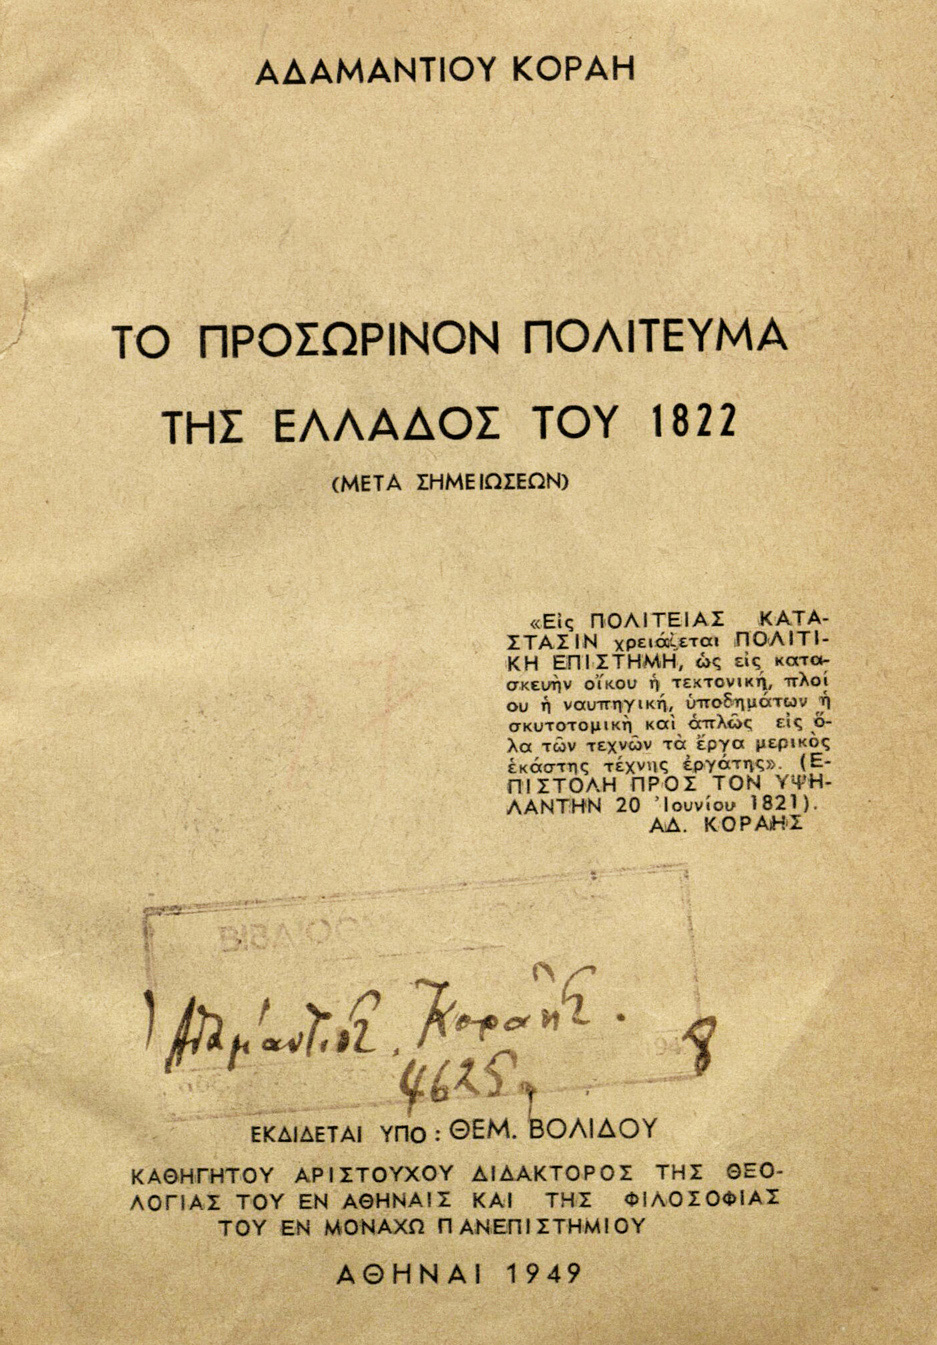 ΑΔΑΜΑΝΤΙΟΥ ΚΟΡΑΗ
ΤΟ ΠΡΟΣΩΡΙΝΟΝ ΠΟΛΙΤΕΥΜΑ
ΤΗΣ ΕΛΛΑΔΟΣ ΤΟΥ 1822
(ΜΕΤΑ ΣΗΜΕΙΩΣΕΩΝ)
«Εἰς ΠΟΛΙΤΕΙΑΣ ΚΑΤΑ-
ΣΤΑΣΙΝ χρειάζεται ΠΟΛΙΤΙ-
ΚΗ ΕΠΙΣΤΗΜΗ, ὡς εἰς κατα-
σκευὴν οἴκου ἡ τεκτονική, πλοί
ου ἡ ναυπηγική, ὑποδημάτων ἡ
σκυτοτομικὴ καὶ ἁπλῶς εἰς ὅ-
λα τῶν τεχνῶν τὰ ἔργα μερικὸς
ἑκάστης τέχνης ἐργάτης». (Ε-
ΠΙΣΤΟΛΗ ΠΡΟΣ ΤΟΝ ΥΨΗ-
ΛΑΝΤΗΝ 20 Ἰουνίου 1821).
ΑΔ. ΚΟΡΑΗΣ
Ἀδαμάντιος Κοραῆς.
8
4625
ΕΚΔΙΔΕΤΑΙ ΥΠΟ: ΘΕΜ. ΒΟΛΙΔΟΥ
ΚΑΘΗΓΗΤΟΥ ΑΡΙΣΤΟΥΧΟΥ ΔΙΔΑΚΤΟΡΟΣ ΤΗΣ ΘΕΟ-
ΛΟΓΙΑΣ ΤΟΥ ΕΝ ΑΘΗΝΑΙΣ ΚΑΙ ΤΗΣ ΦΙΛΟΣΟΦΙΑΣ
ΤΟΥ ΕΝ ΜΟΝΑΧΩ ΠΑΝΕΠΙΣΤΗΜΙΟΥ
ΑΘΗΝΑΙ 1949